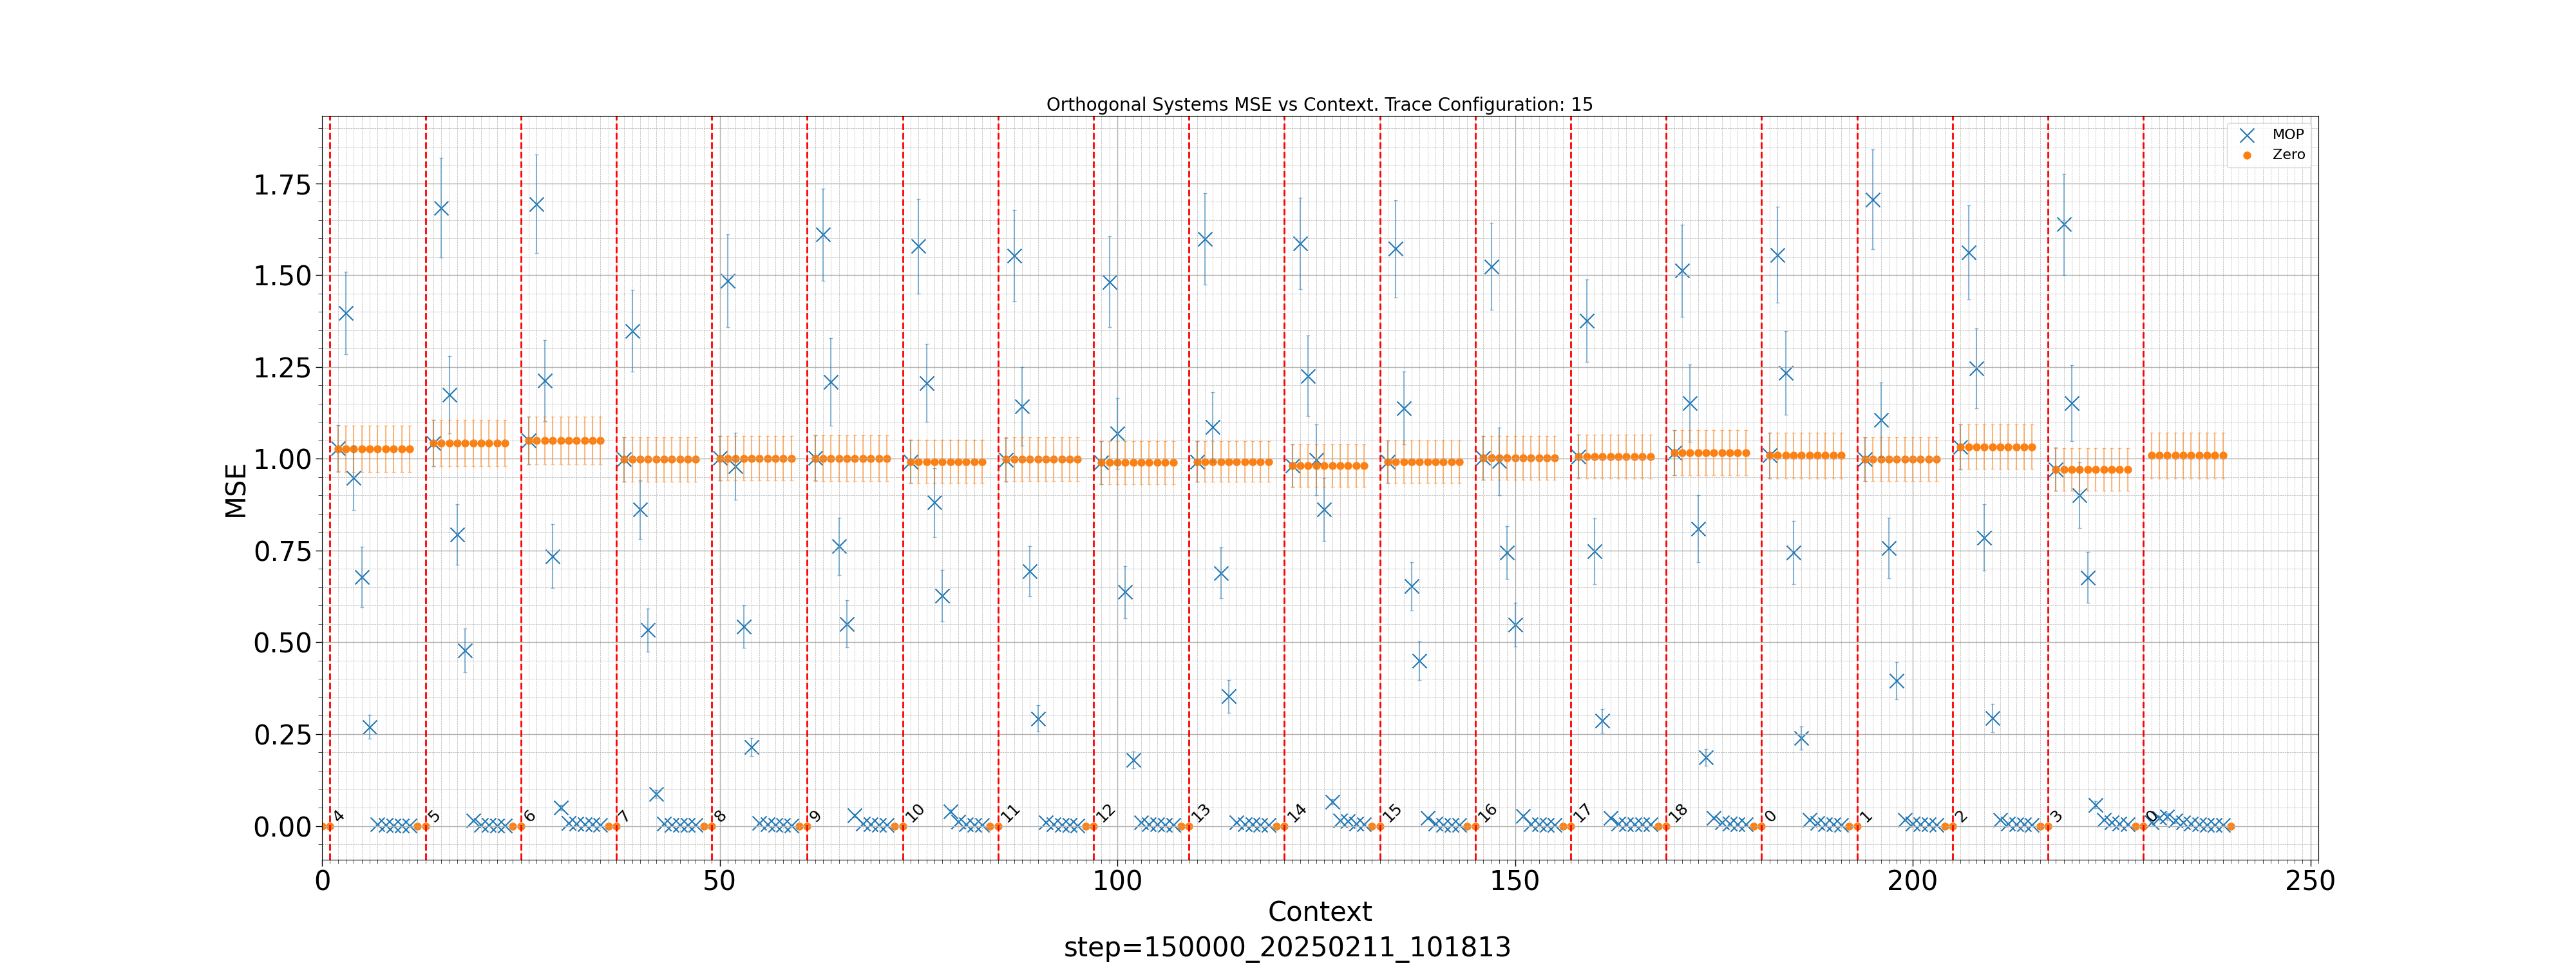 Orthogonal Systems MSE vs Context. Trace Configuration: 15
MOP
Zero
MSE
1.75
1.50
1.25
1.00
0.75
0.50
0.25
0.00
4 5 6 7 8 9 10 11 12 13 14 15 16 17 18 0 1 2 3 0
0 50 100 150 200 250
Context
step=150000_20250211_101813